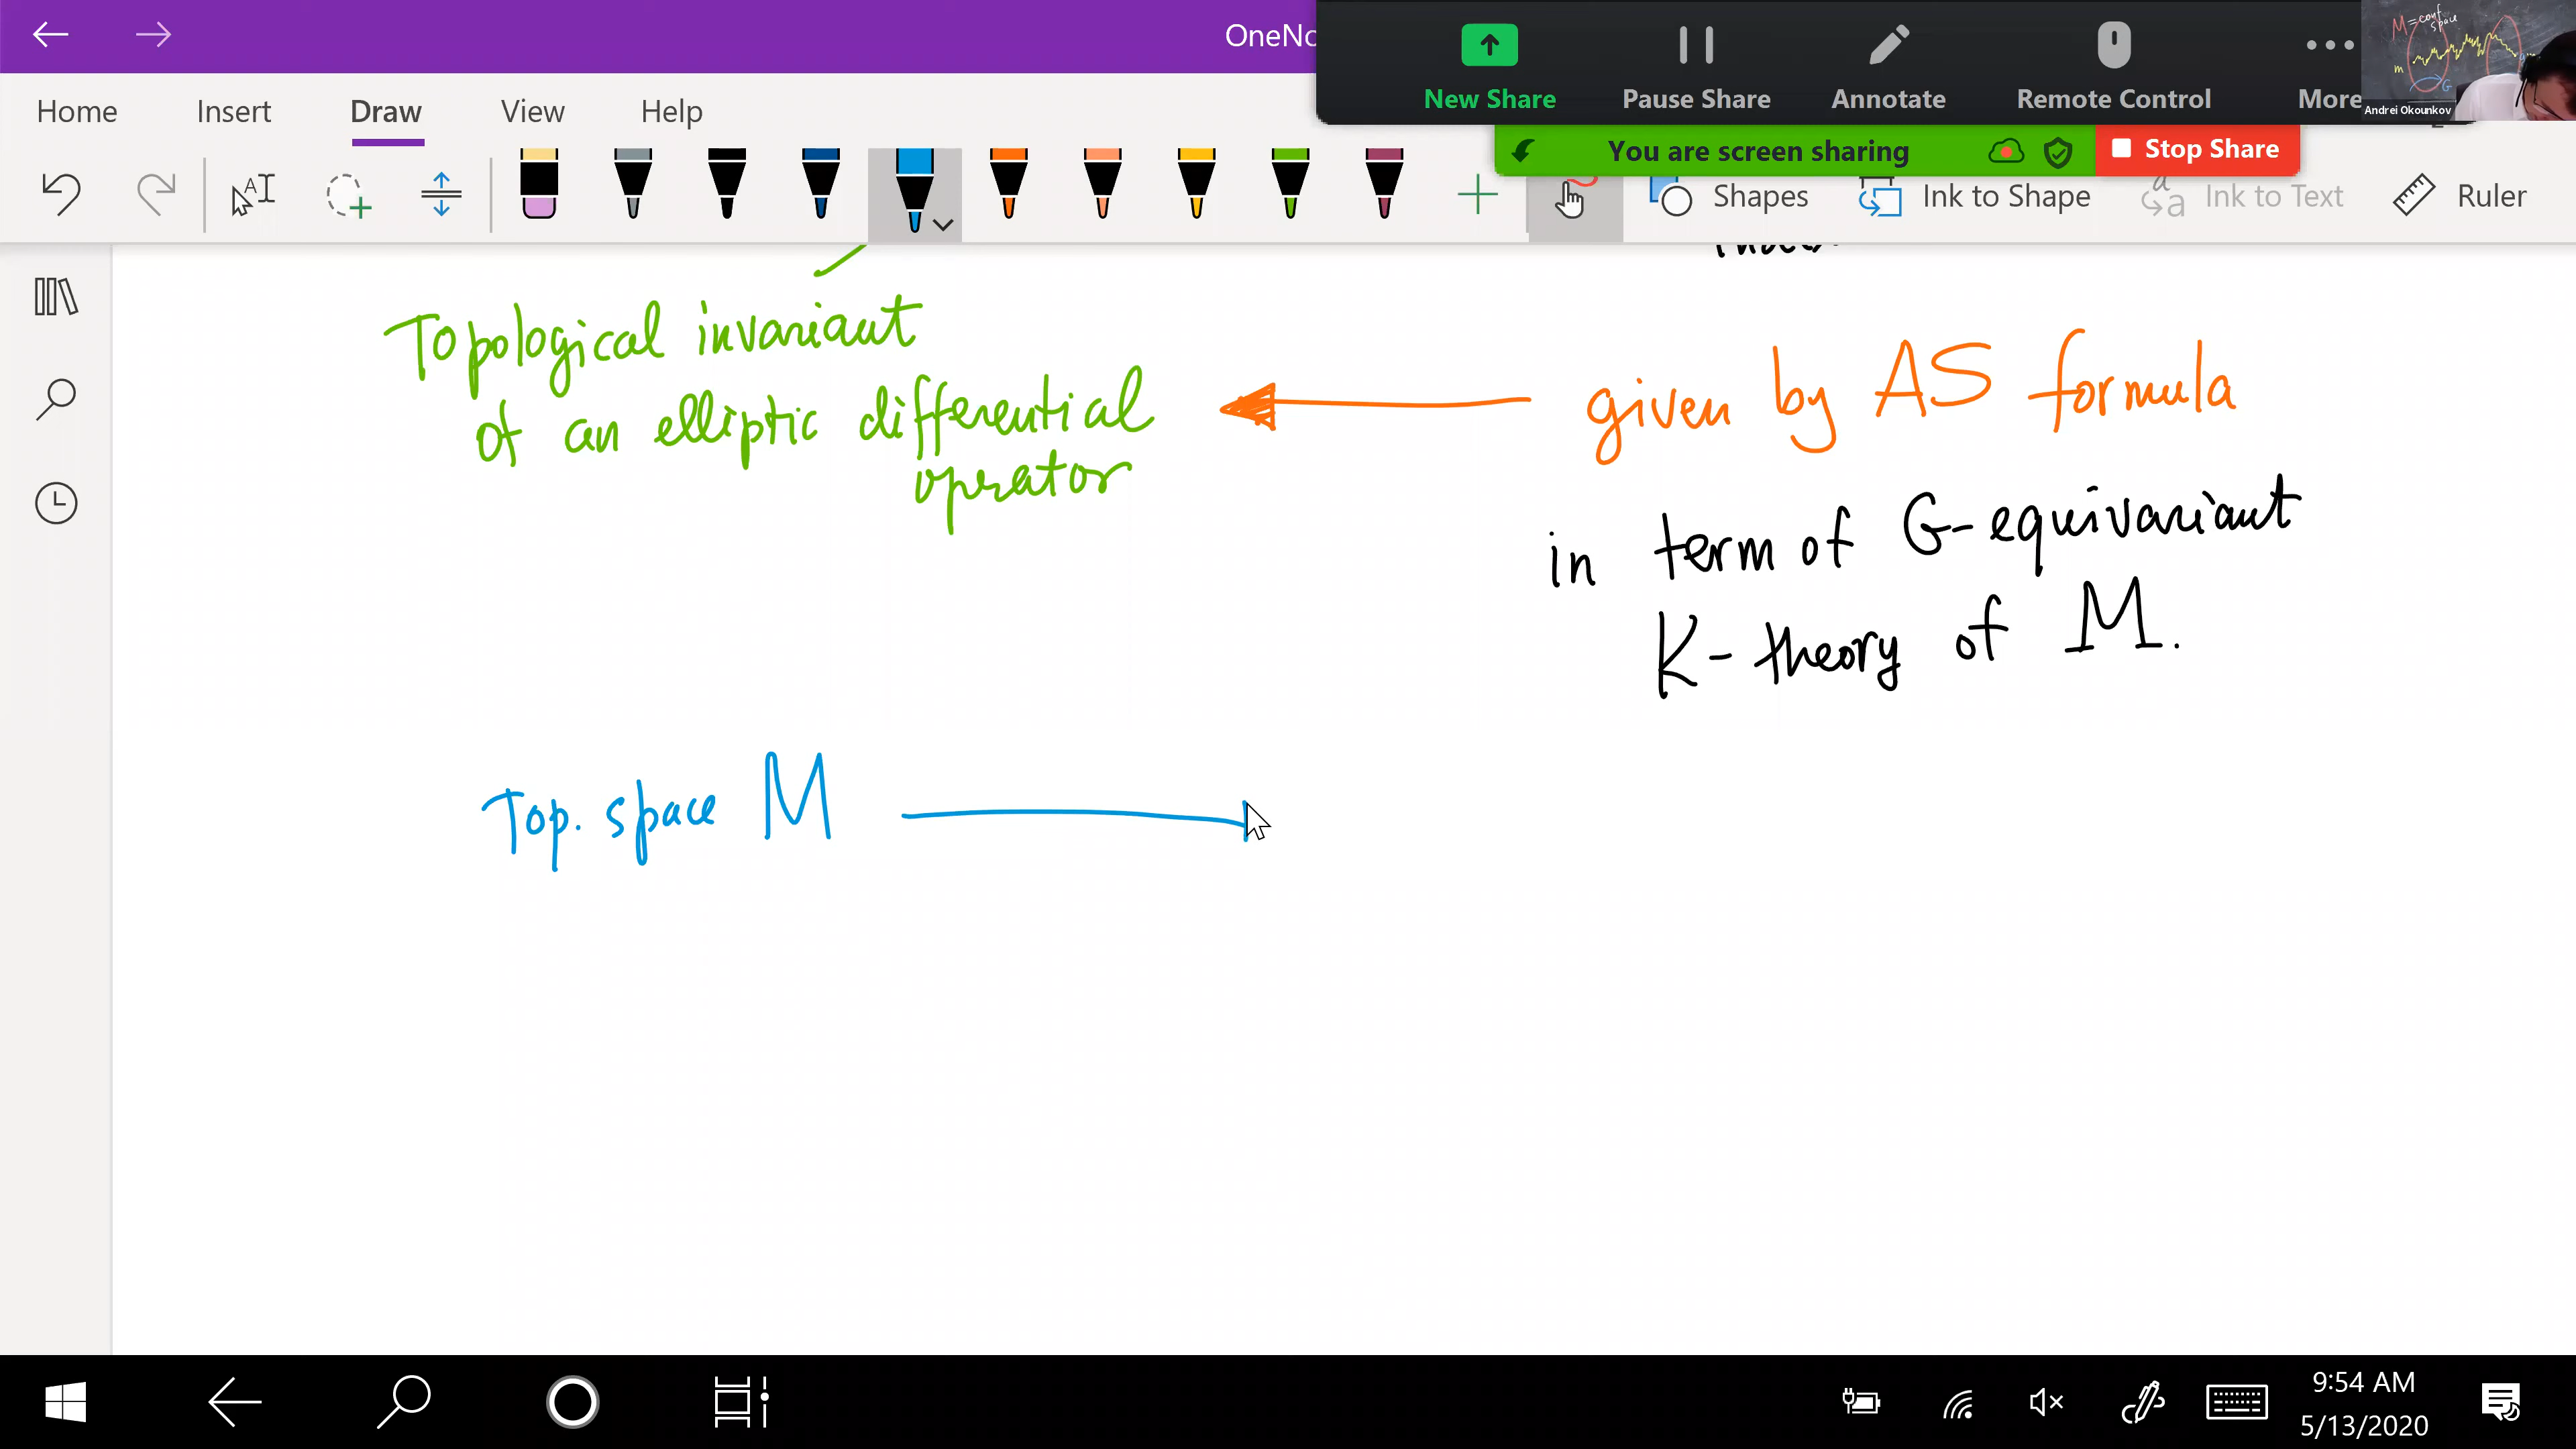 OneNo
New Share
Pause Share
Annotate
Remote Control
More
M = conf
space
m
G
Andrei Okounkov
Home
Insert
Draw
View
Help
You are screen sharing
Stop Share
Shapes
Ink to Shape
Ink to Text
Ruler
Topological invariant
of an elliptic differential
operator
given by AS formula
in term of G-equivariant
K-theory of M.
Top. space M
9:54 AM
5/13/2020